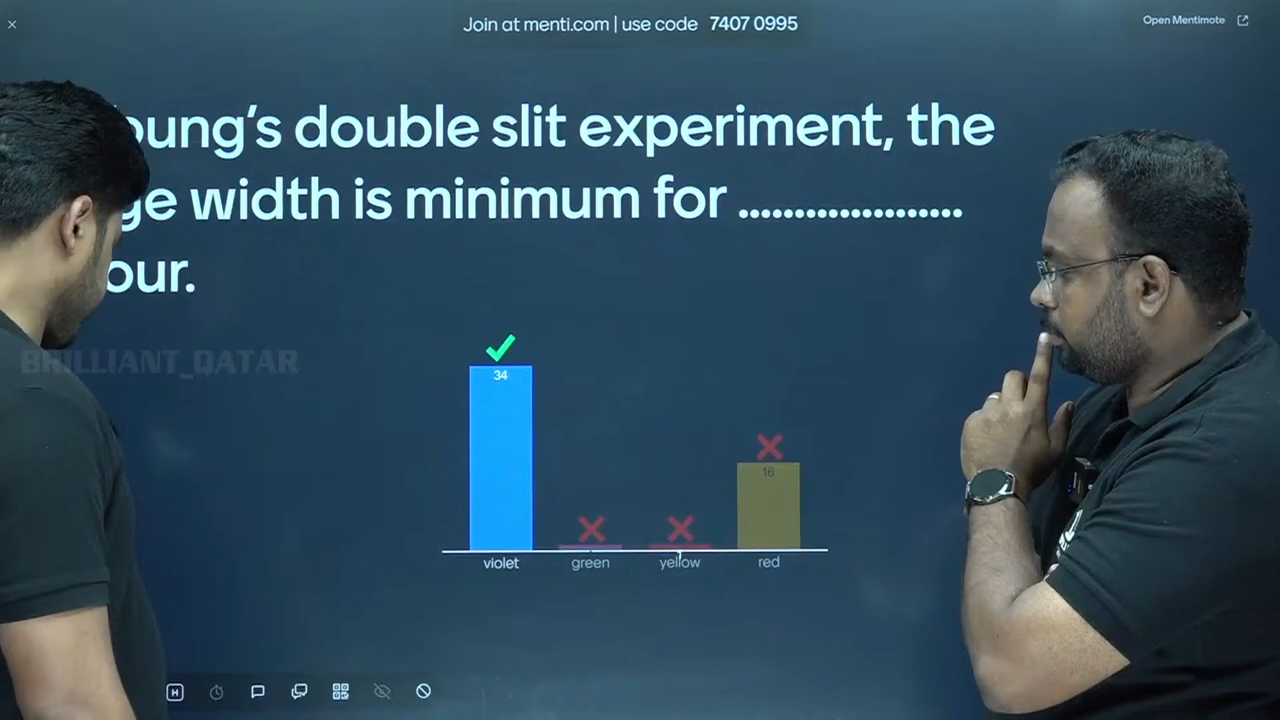 Join at menti.com | use code 7407 0995
Open Mentimote
oung's double slit experiment, the
ge width is minimum for ...................
our.
BRILLIANT_QATAR
34
16
violet green yellow red
H